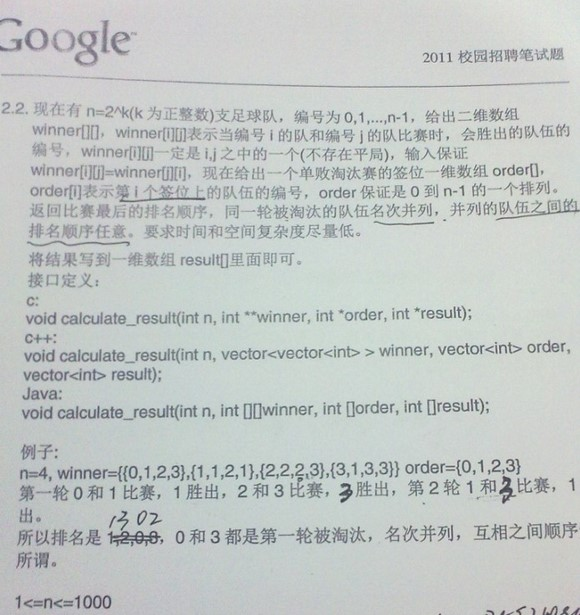 Google
2011 校园招聘笔试题
2.2. 现在有 n=2^k(k 为正整数)支足球队，编号为 0,1,...,n-1，给出二维数组
winner[][]，winner[i][j]表示当编号 i 的队和编号 j 的队比赛时，会胜出的队伍的
编号，winner[i][j]一定是 i,j 之中的一个(不存在平局)，输入保证
winner[i][j]=winner[j][i]，现在给出一个单败淘汰赛的签位一维数组 order[]，
order[i]表示第 i 个签位上的队伍的编号，order 保证是 0 到 n-1 的一个排列。
返回比赛最后的排名顺序，同一轮被淘汰的队伍名次并列，并列的队伍之间的
排名顺序任意。要求时间和空间复杂度尽量低。
将结果写到一维数组 result[]里面即可。
接口定义：
c:
void calculate_result(int n, int **winner, int *order, int *result);
c++:
void calculate_result(int n, vector<vector<int> > winner, vector<int> order,
vector<int> result);
Java:
void calculate_result(int n, int [][]winner, int []order, int []result);
例子:
n=4, winner={{0,1,2,3},{1,1,2,1},{2,2,2,3},{3,1,3,3}} order={0,1,2,3}
第一轮 0 和 1 比赛，1 胜出，2 和 3 比赛，3 胜出，第 2 轮 1 和 3 比赛，1
出。
1302
所以排名是 1,2,0,3，0 和 3 都是第一轮被淘汰，名次并列，互相之间顺序
所谓。
1<=n<=1000